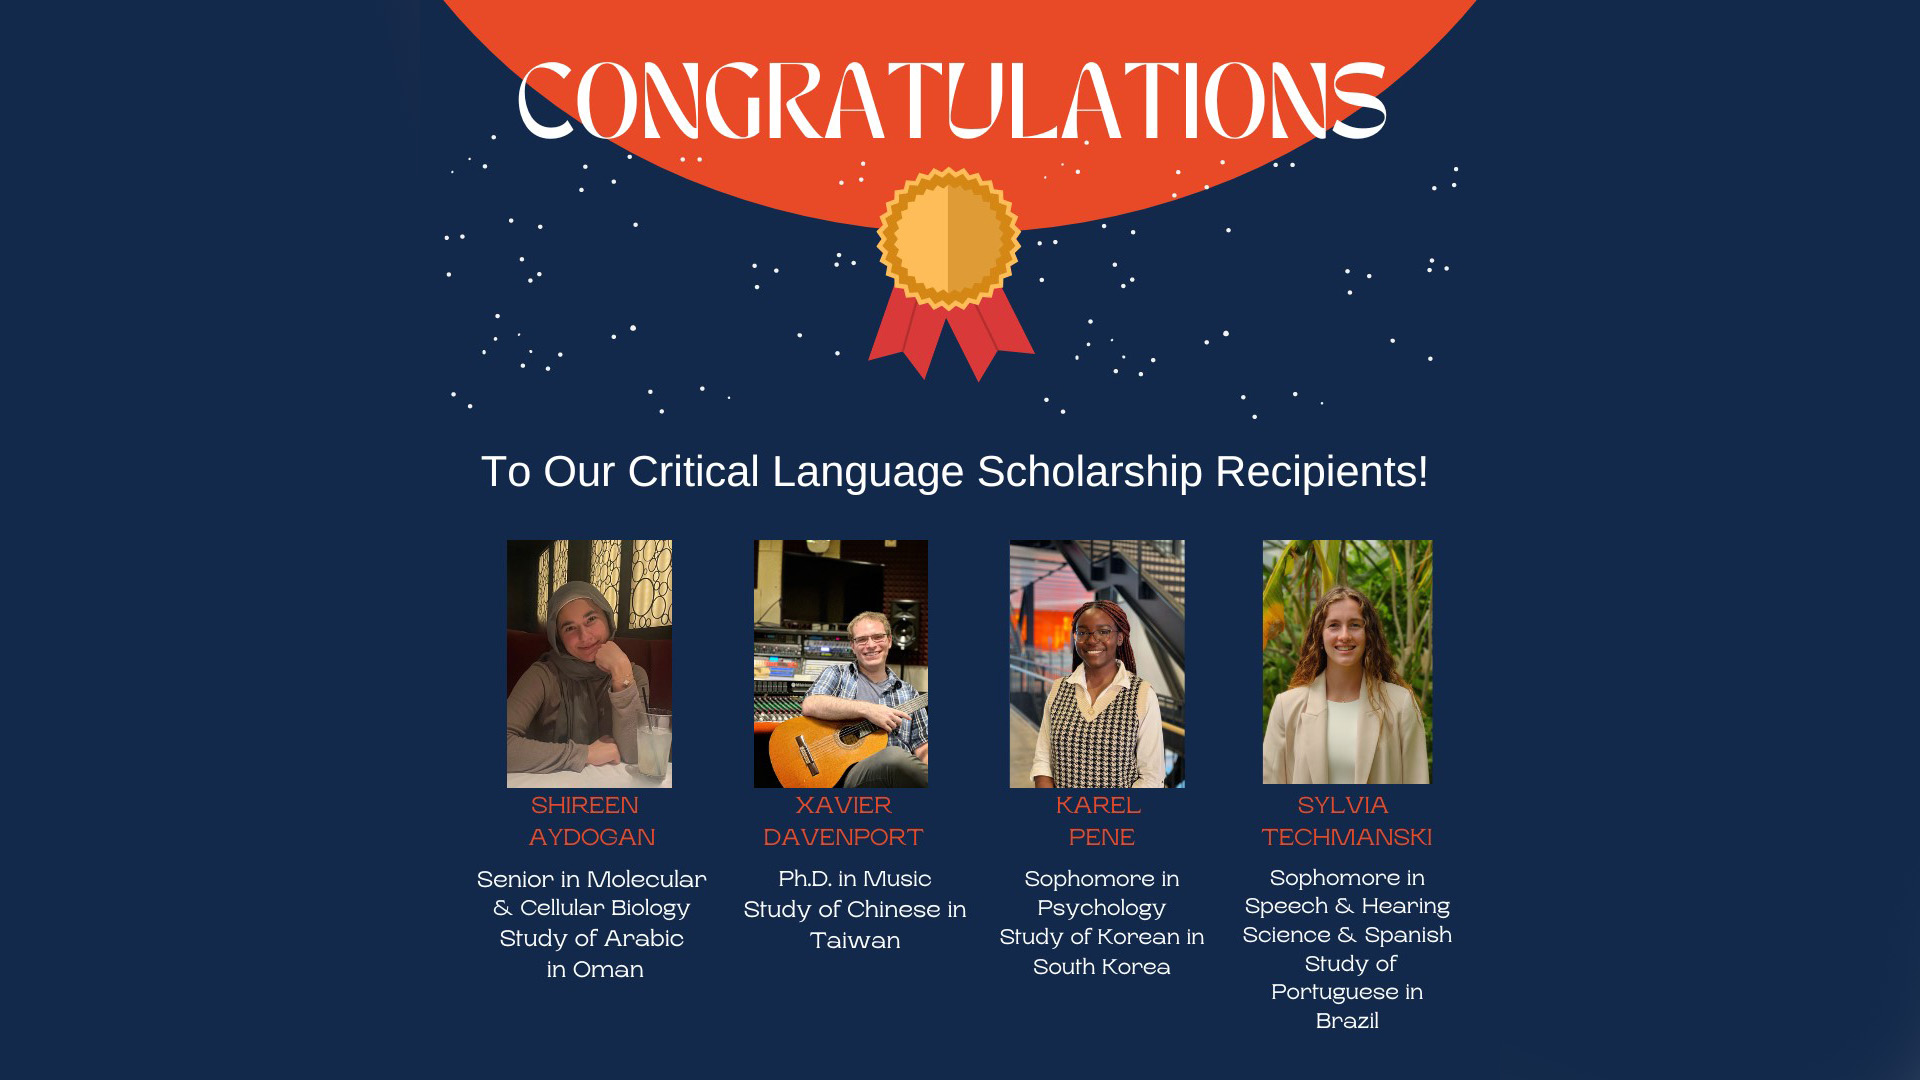 CONGRATULATIONS
To Our Critical Language Scholarship Recipients!
SHIREEN
AYDOGAN
Senior in Molecular
& Cellular Biology
Study of Arabic
in Oman
XAVIER
DAVENPORT
Ph.D. in Music
Study of Chinese in
Taiwan
KAREL
PENE
Sophomore in
Psychology
Study of Korean in
South Korea
SYLVIA
TECHMANSKI
Sophomore in
Speech & Hearing
Science & Spanish
Study of
Portuguese in
Brazil